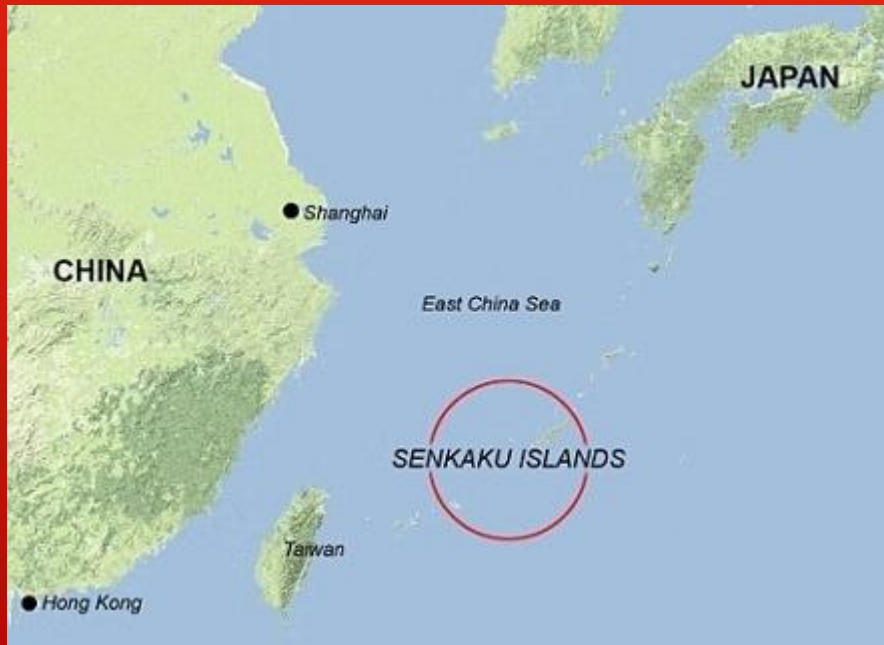 JAPAN
Shanghai
CHINA
East China Sea
SENKAKU ISLANDS
Taiwan
Hong Kong